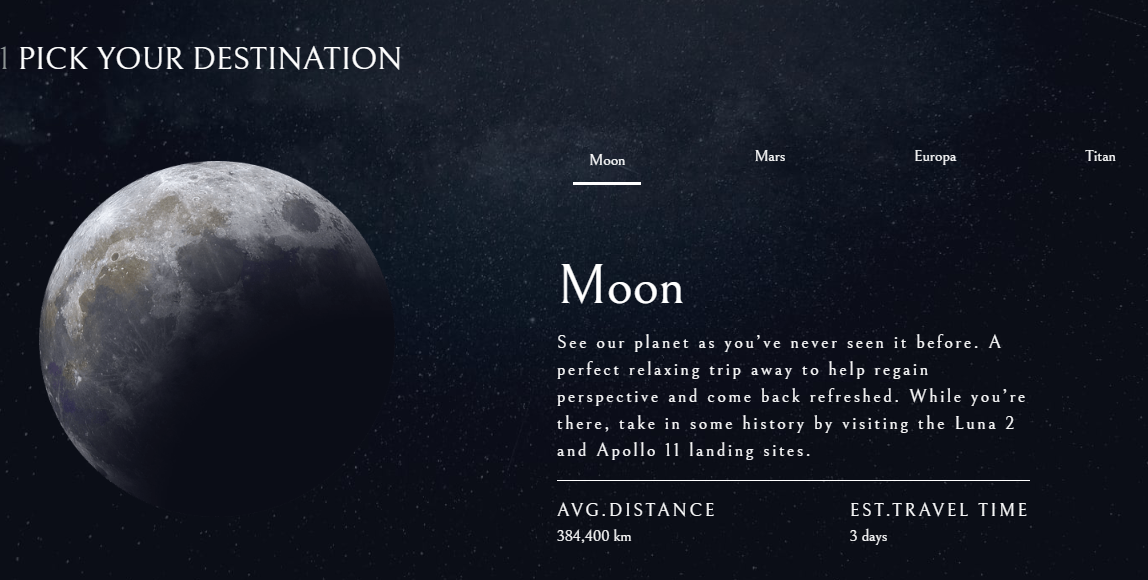 1 PICK YOUR DESTINATION
Moon Mars Europa Titan
Moon
See our planet as you’ve never seen it before. A
perfect relaxing trip away to help regain
perspective and come back refreshed. While you’re
there, take in some history by visiting the Luna 2
and Apollo 11 landing sites.
AVG.DISTANCE EST.TRAVEL TIME
384,400 km 3 days